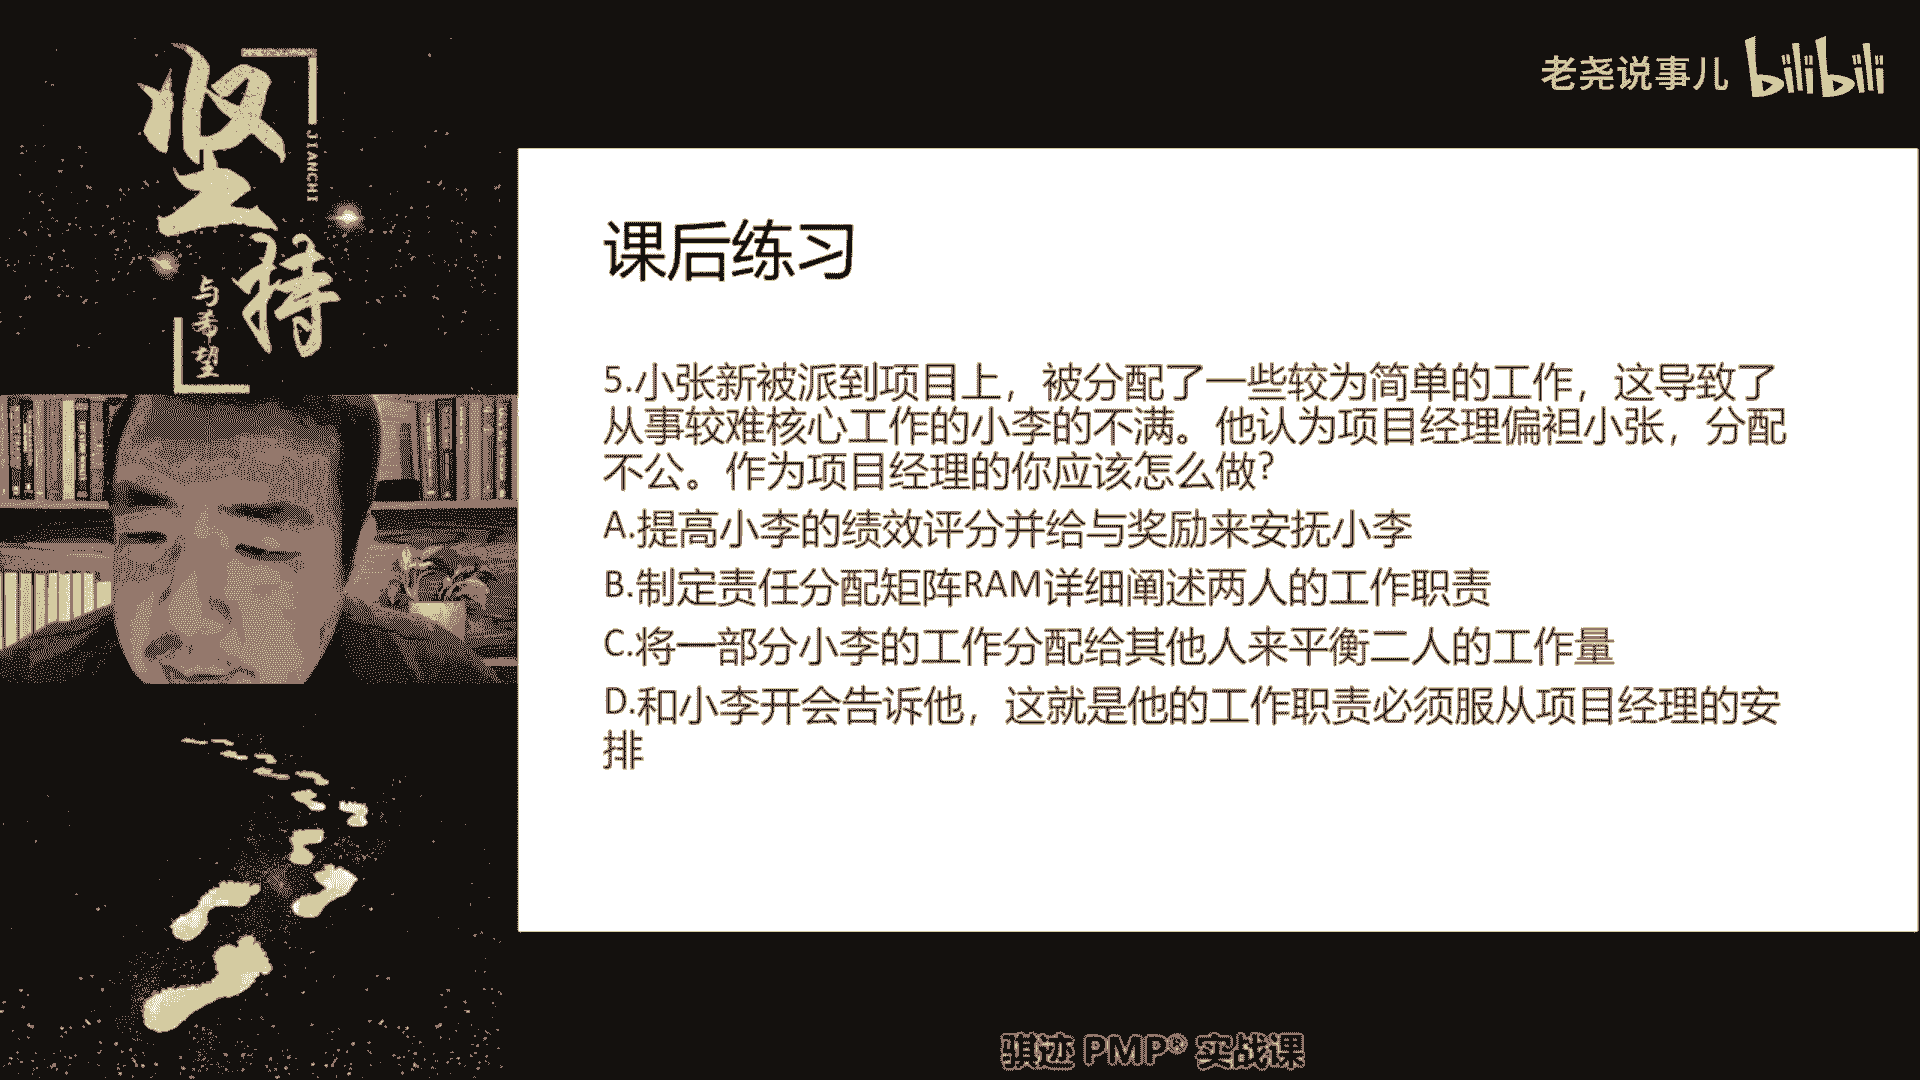 坚持
JIANCHI
与希望
老尧说事儿 bilibili
课后练习
5.小张新被派到项目上，被分配了一些较为简单的工作，这导致了
从事较难核心工作的小李的不满。他认为项目经理偏袒小张，分配
不公。作为项目经理的你应该怎么做?
A.提高小李的绩效评分并给与奖励来安抚小李
B.制定责任分配矩阵RAM详细阐述两人的工作职责
C.将一部分小李的工作分配给其他人来平衡二人的工作量
D.和小李开会告诉他，这就是他的工作职责必须服从项目经理的安
排
骐迹 PMP® 实战课